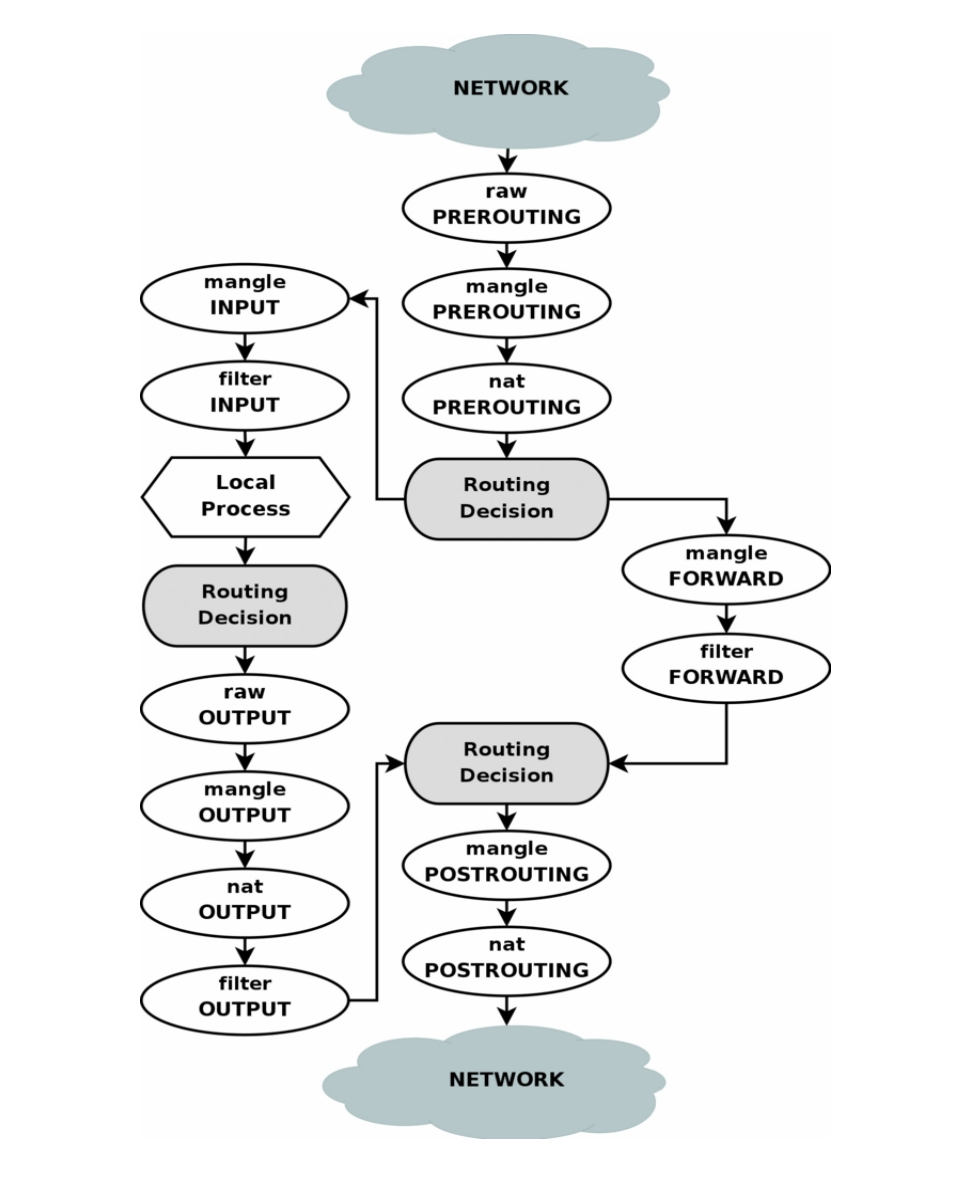 NETWORK
raw
PREROUTING
mangle
PREROUTING
nat
PREROUTING
Routing
Decision
mangle
INPUT
filter
INPUT
Local
Process
Routing
Decision
raw
OUTPUT
mangle
OUTPUT
nat
OUTPUT
filter
OUTPUT
mangle
FORWARD
filter
FORWARD
Routing
Decision
mangle
POSTROUTING
nat
POSTROUTING
NETWORK